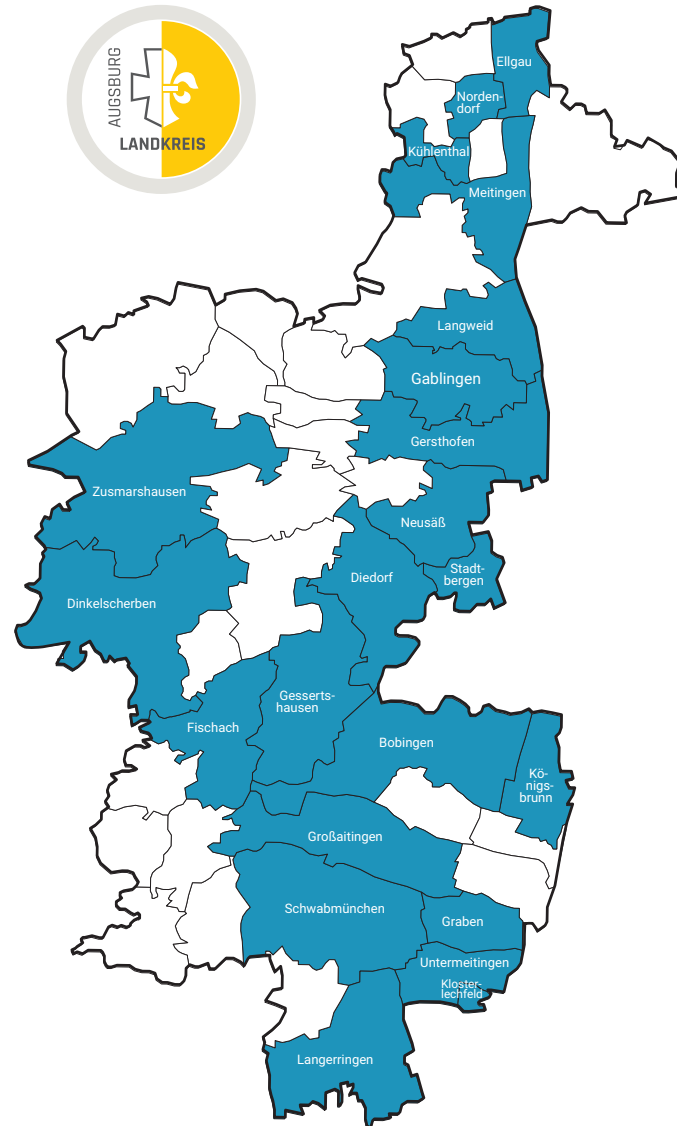 AUGSBURG
LANDKREIS
Ellgau
Norden-
dorf
Kühlenthal
Meitingen
Langweid
Gablingen
Gersthofen
Zusmarshausen
Neusäß
Diedorf
Stadt-
bergen
Dinkelscherben
Gesserts-
hausen
Fischach
Bobingen
Kö-
nigs-
brunn
Großaitingen
Schwabmünchen
Graben
Untermeitingen
Kloster-
lechfeld
Langerringen